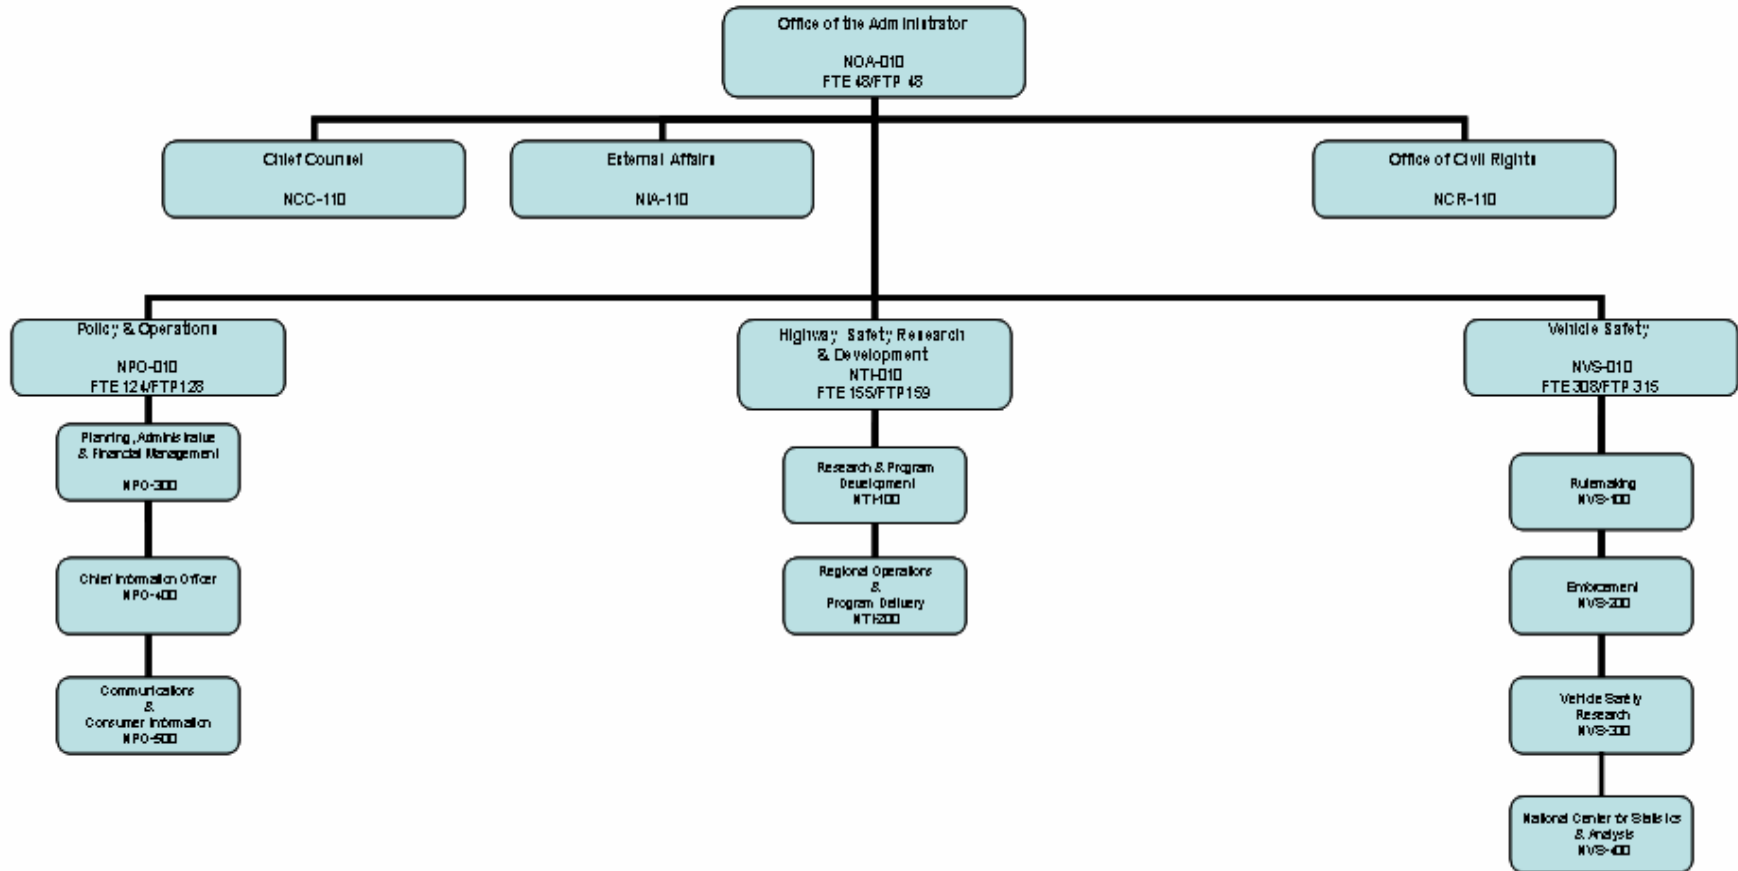 Office of the Administrator
NOA-010
FTE 48/FTP 48
Chief Counsel
NCC-110
External Affairs
NIA-110
Office of Civil Rights
NCR-110
Policy & Operations
NPO-010
FTE 124/FTP 128
Highway Safety Research
& Development
NTI-010
FTE 155/FTP 159
Vehicle Safety
NVS-010
FTE 308/FTP 315
Planning, Administrative
& Financial Management
NPO-300
Research & Program
Development
NTI-100
Rulemaking
NVS-100
Chief Information Officer
NPO-400
Regional Operations
&
Program Delivery
NTI-200
Enforcement
NVS-200
Communications
&
Consumer Information
NPO-500
Vehicle Safety
Research
NVS-300
National Center for Statistics
& Analysis
NVS-400